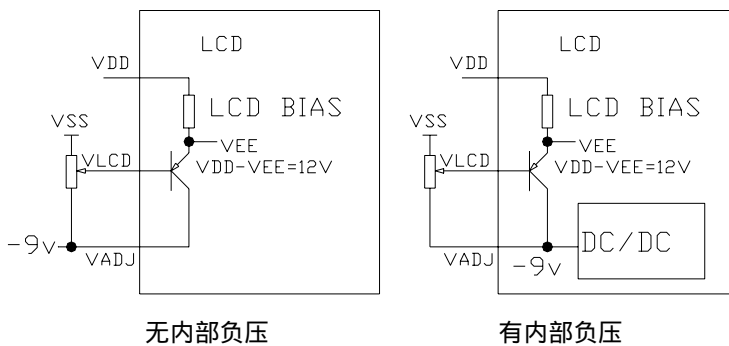 LCD
VDD
LCD BIAS
VSS
VEE
VLCD
VDD-VEE=12V
-9v
VADJ
无内部负压
LCD
VDD
LCD BIAS
VSS
VEE
VLCD
VDD-VEE=12V
DC/DC
VADJ
-9v
有内部负压